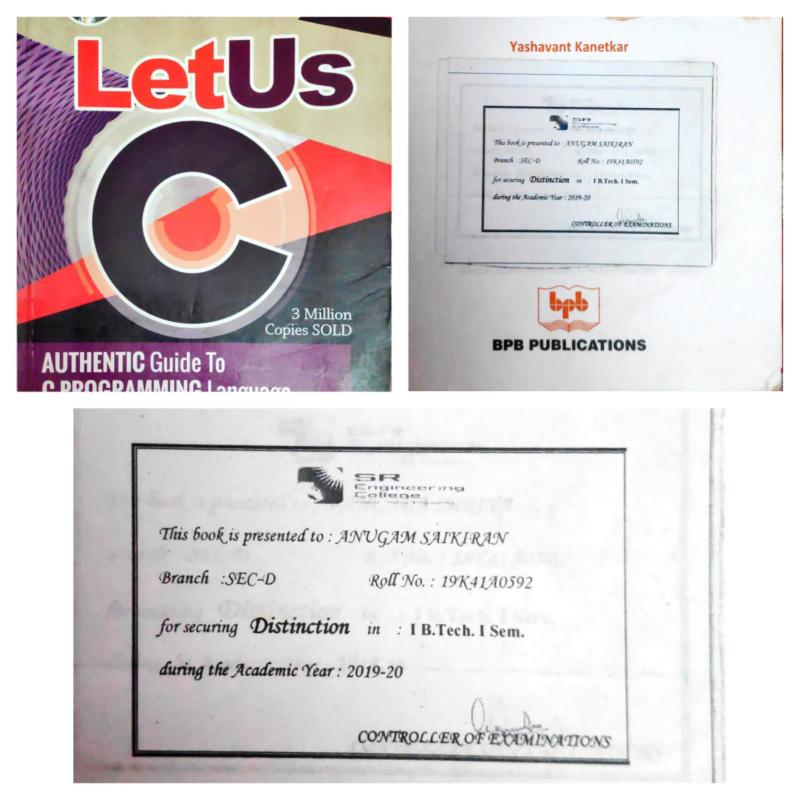 LetUs
C
3 Million
Copies SOLD
AUTHENTIC Guide To
C PROGRAMMING Language
Yashavant Kanetkar
SR
Engineering
College
This book is presented to : ANUGAM SAIKIRAN
Branch :SEC-D Roll No. : 19K41A0592
for securing Distinction in : I B.Tech. I Sem.
during the Academic Year : 2019-20
CONTROLLER OF EXAMINATIONS
bpb
BPB PUBLICATIONS
SR
Engineering
College
This book is presented to : ANUGAM SAIKIRAN
Branch :SEC-D Roll No. : 19K41A0592
for securing Distinction in : I B.Tech. I Sem.
during the Academic Year : 2019-20
CONTROLLER OF EXAMINATIONS